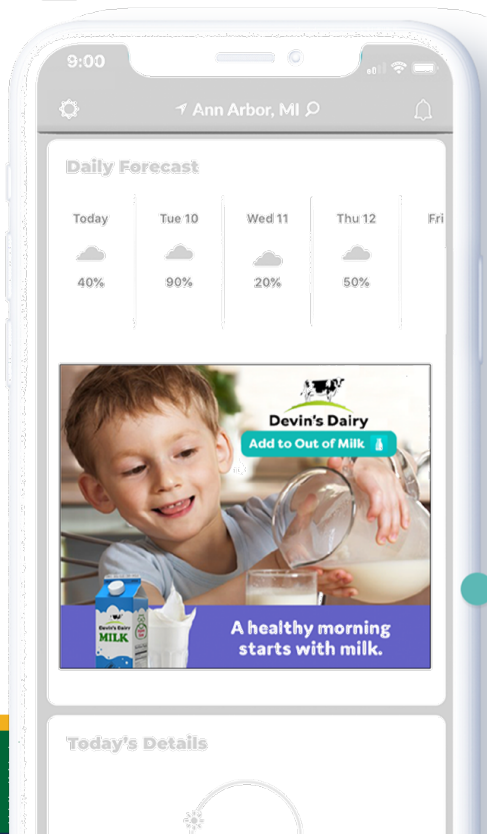 9:00
Ann Arbor, MI
Daily Forecast
Today Tue 10 Wed 11 Thu 12 Fri
40% 90% 20% 50%
Devin's Dairy
Add to Out of Milk
Devin's Dairy
MILK
A healthy morning
starts with milk.
Today's Details